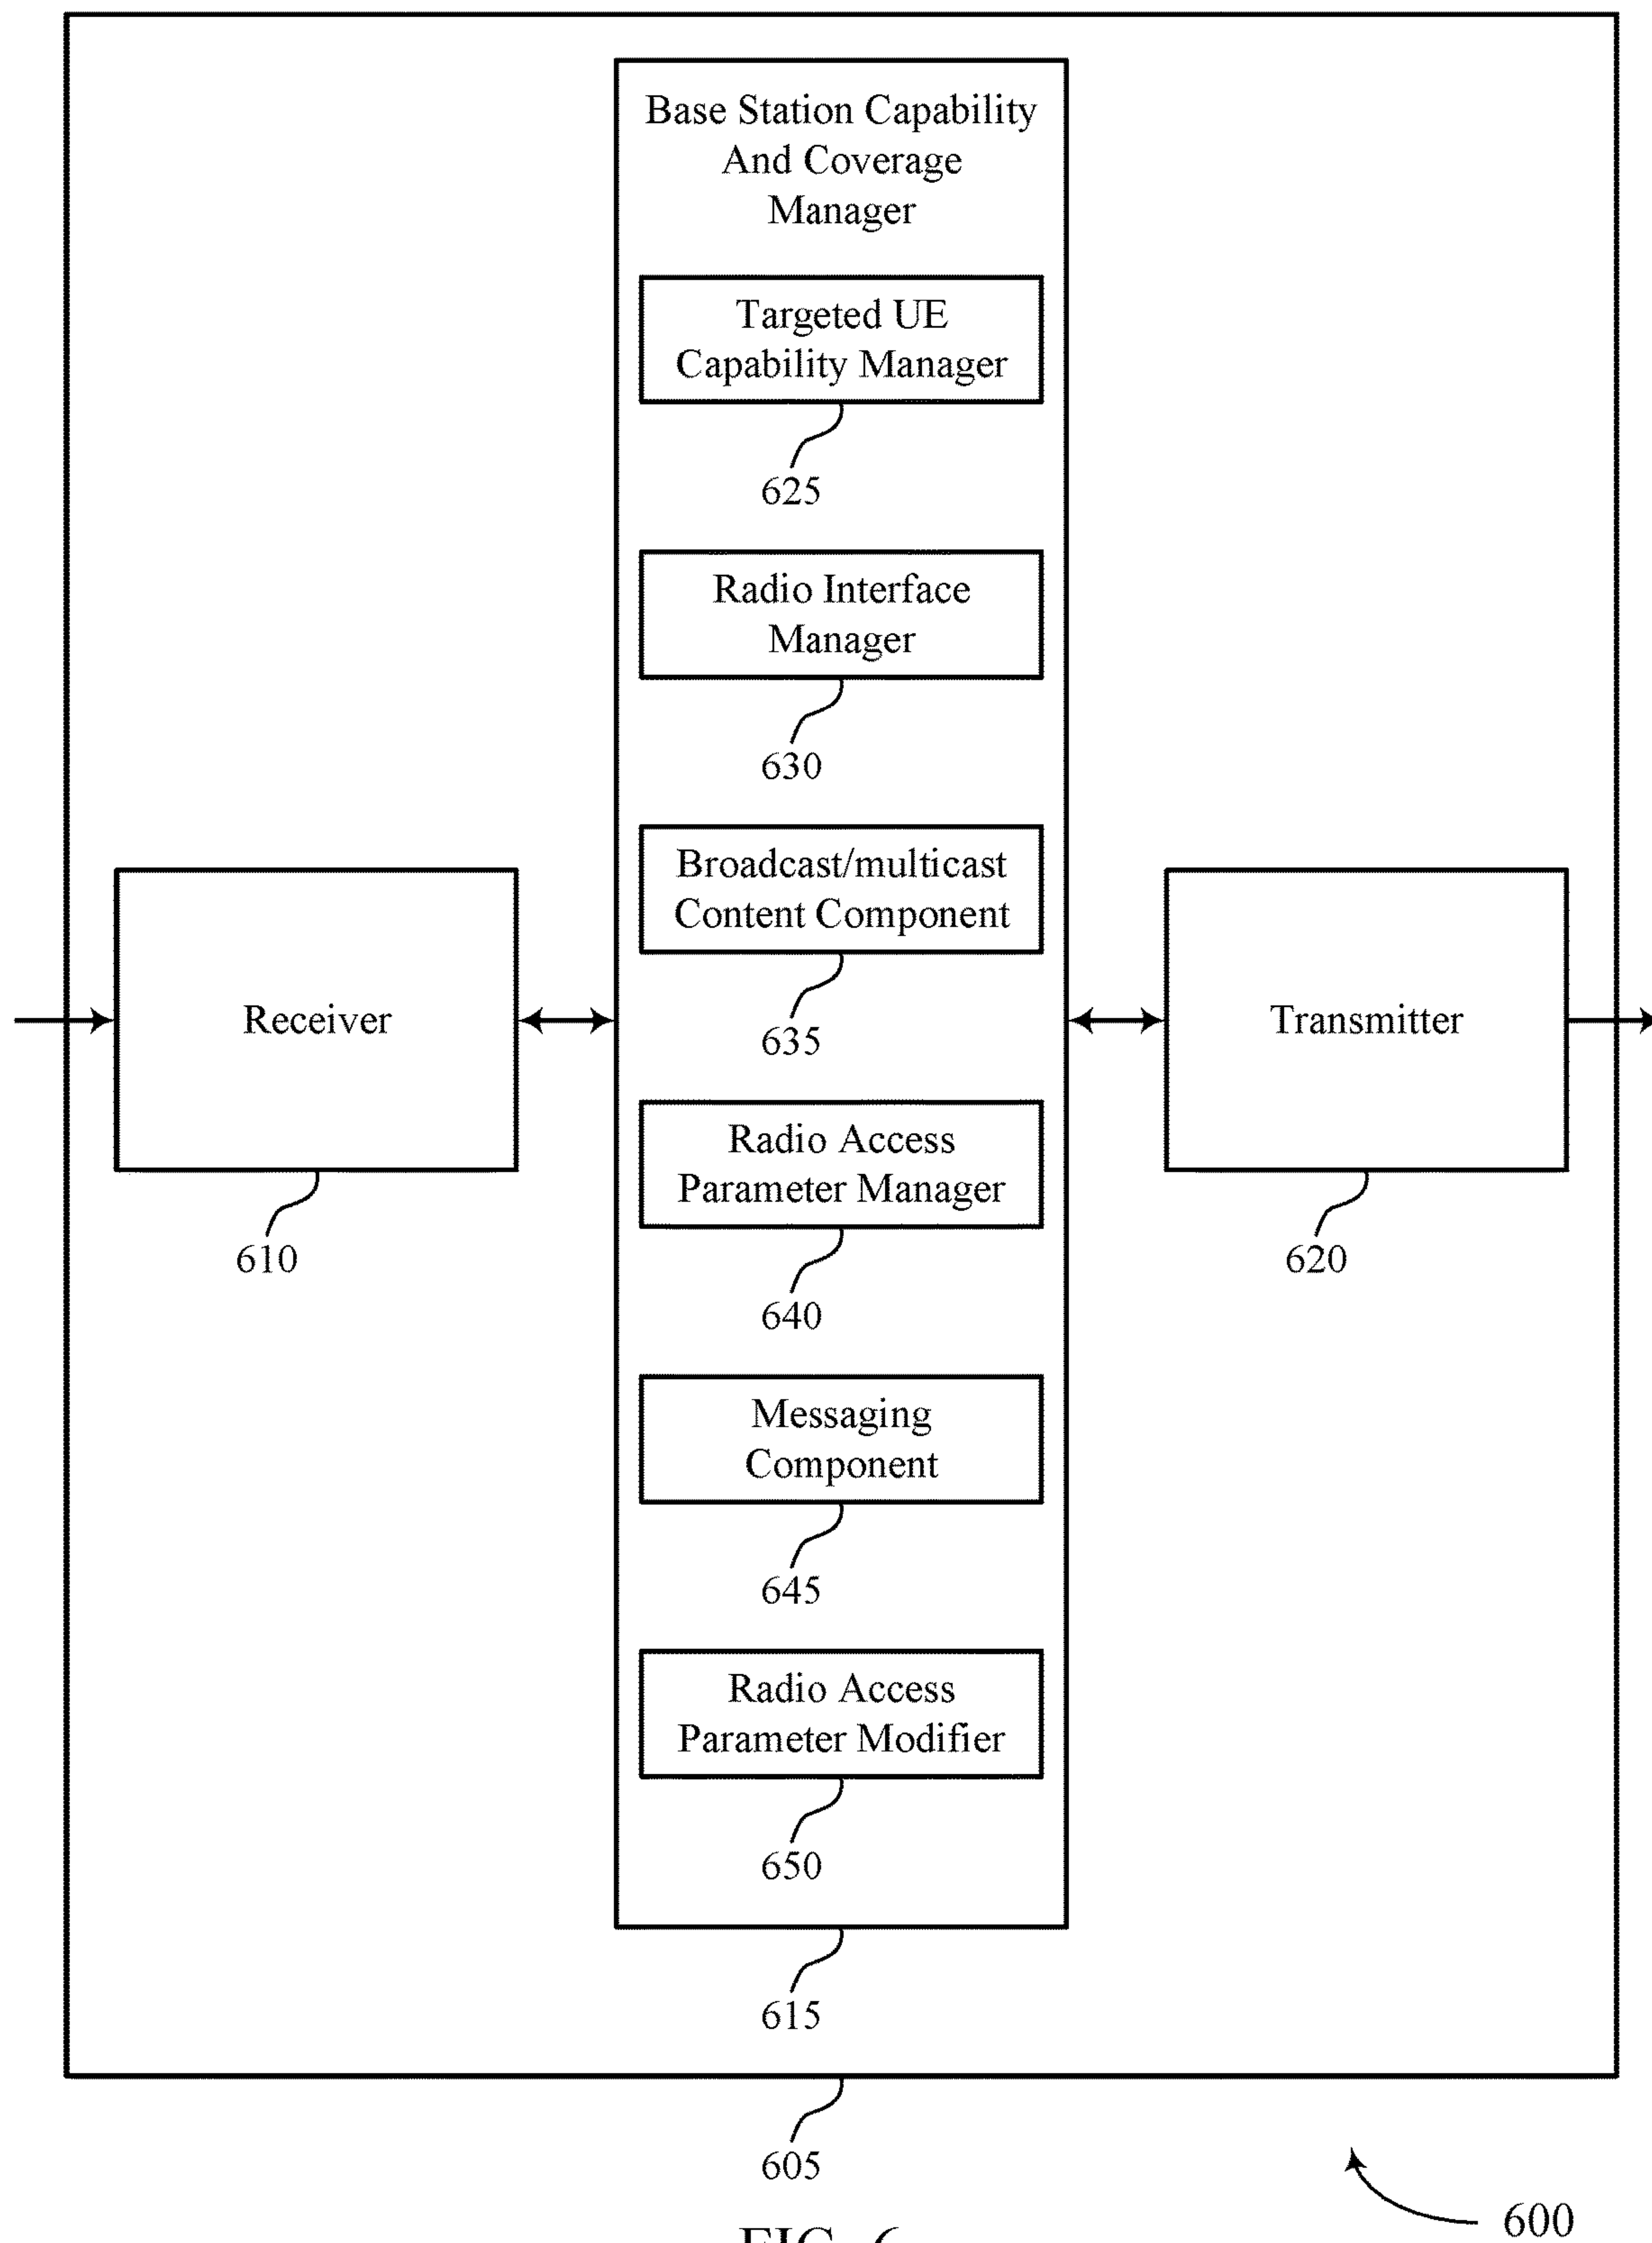 Base Station Capability
And Coverage
Manager
Targeted UE
Capability Manager
625
Radio Interface
Manager
630
Broadcast/multicast
Content Component
635
Receiver
610
Transmitter
620
Radio Access
Parameter Manager
640
Messaging
Component
645
Radio Access
Parameter Modifier
650
615
605
600
FIG. 6